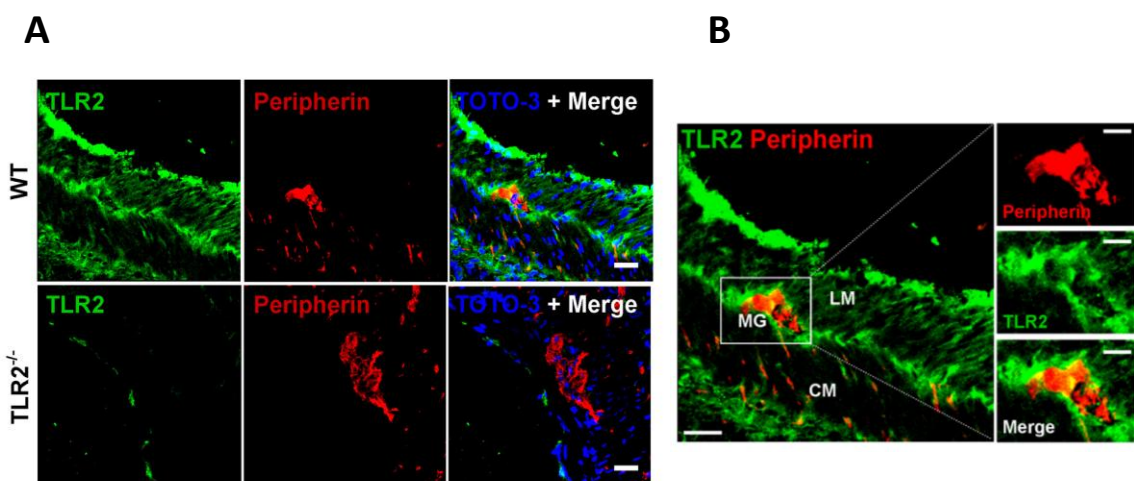 A
B
TLR2
Peripherin
TOTO-3 + Merge
WT
TLR2
Peripherin
TOTO-3 + Merge
TLR2-/-
TLR2 Peripherin
LM
MG
CM
Peripherin
TLR2
Merge